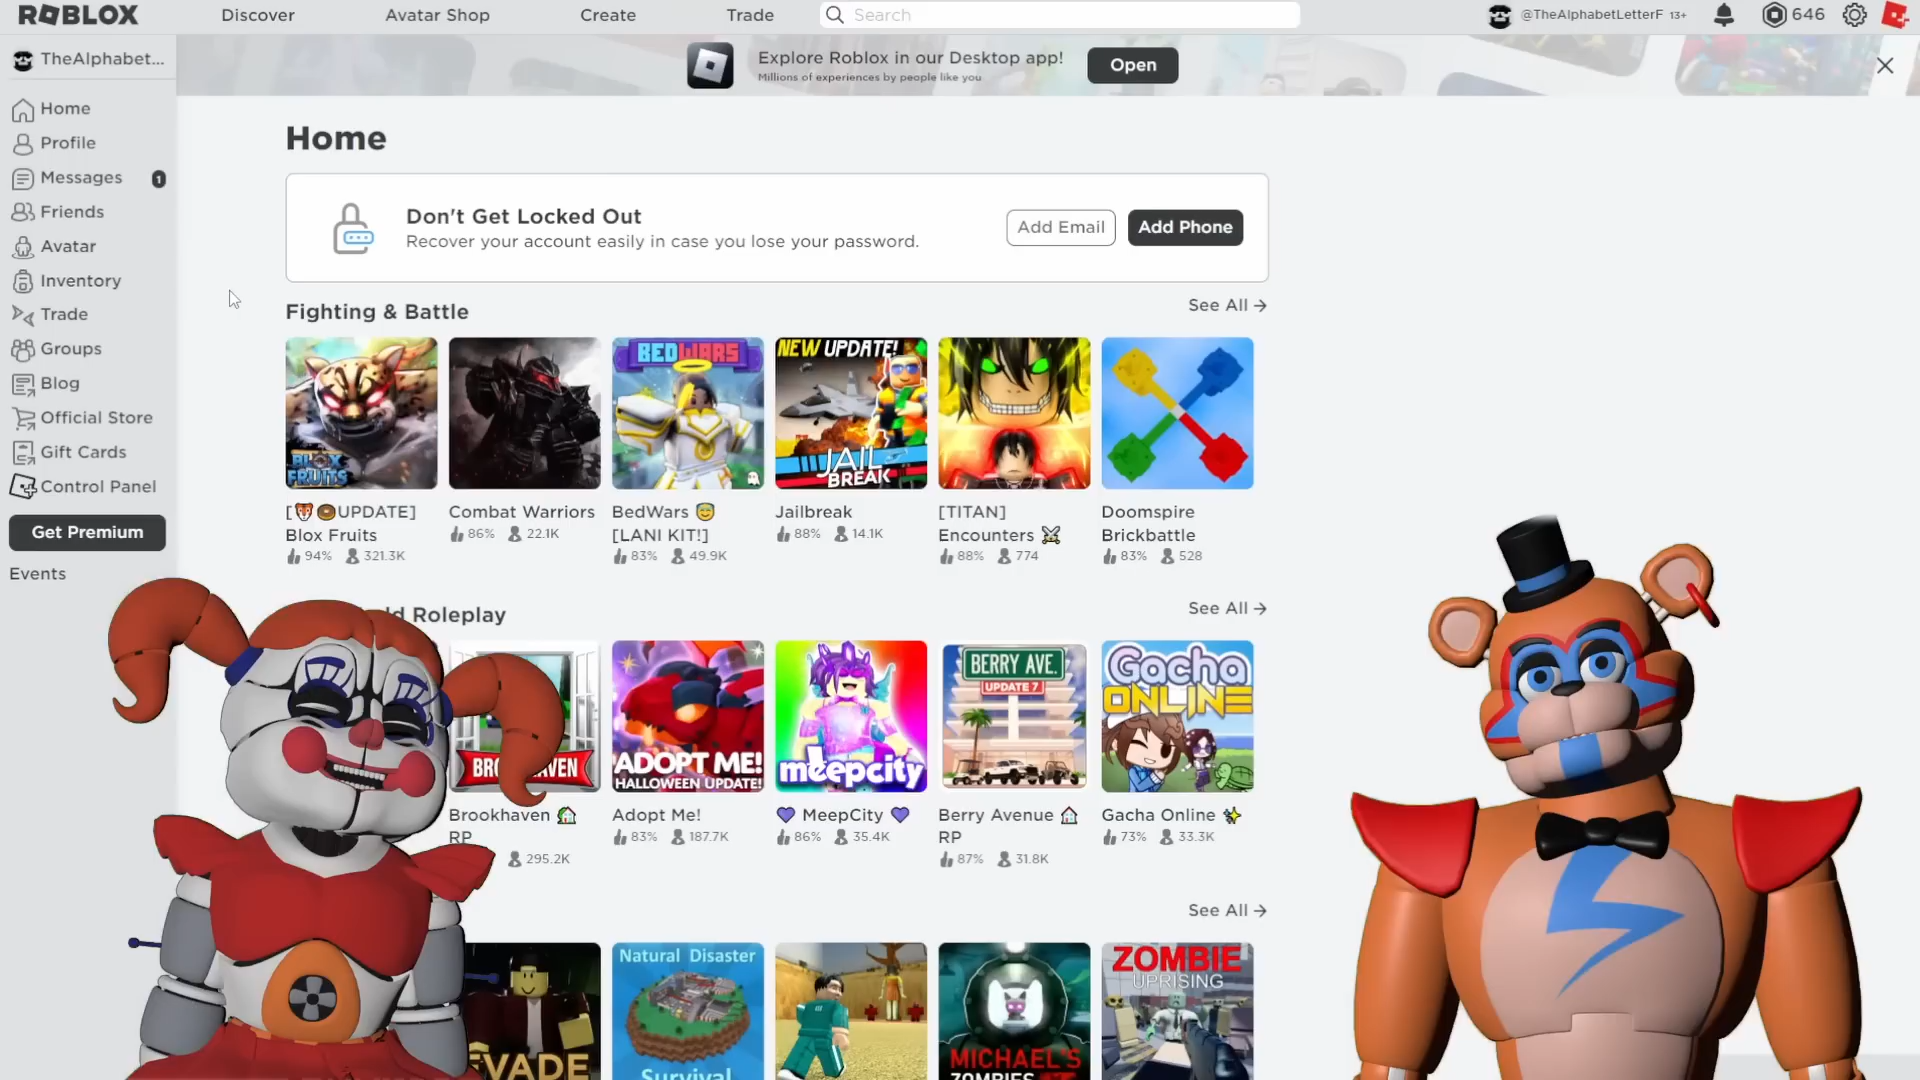 ROBLOX
Discover
Avatar Shop
Create
Trade
Search
@TheAlphabetLetterF 13+
646
TheAlphabet...
Explore Roblox in our Desktop app!
Millions of experiences by people like you
Open
Home
Profile
Messages
1
Friends
Avatar
Inventory
Trade
Groups
Blog
Official Store
Gift Cards
Control Panel
Get Premium
Events
Home
Don't Get Locked Out
Recover your account easily in case you lose your password.
Add Email
Add Phone
Fighting & Battle
See All →
BLOX
FRUITS
BEDWARS
NEW UPDATE!
JAIL
BREAK
[🐯🍩UPDATE]
Blox Fruits
94% 321.3K
Combat Warriors
86% 22.1K
BedWars 😇
[LANI KIT!]
83% 49.9K
Jailbreak
88% 14.1K
[TITAN]
Encounters ⚔️
88% 774
Doomspire
Brickbattle
83% 528
Roleplay
See All →
ADOPT ME!
HALLOWEEN UPDATE!
meepcity
BERRY AVE.
UPDATE 7
Gacha
ONLINE
Brookhaven 🏡
RP
295.2K
Adopt Me!
83% 187.7K
💜 MeepCity 💜
86% 35.4K
Berry Avenue 🏠
RP
87% 31.8K
Gacha Online ✨
73% 33.3K
See All →
EVADE
Natural Disaster
Survival
MICHAEL'S
ZOMBIES
ZOMBIE
UPRISING